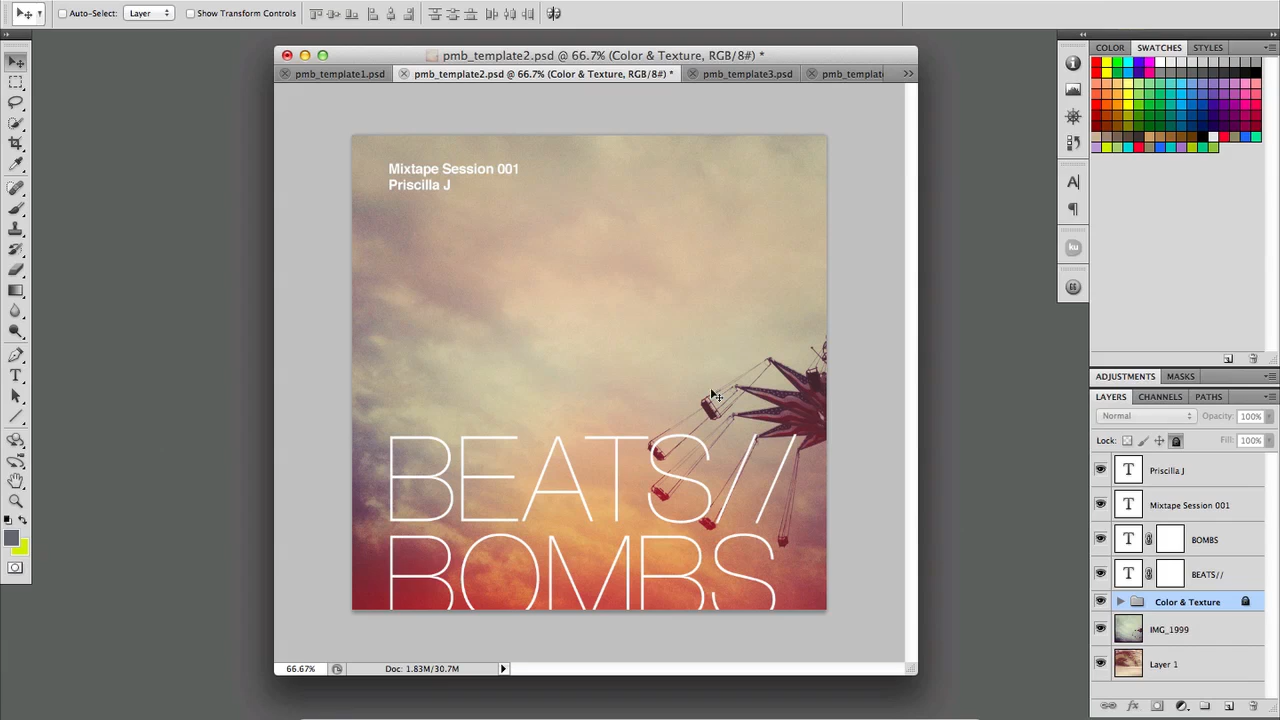 Auto-Select: Layer Show Transform Controls
pmb_template2.psd @ 66.7% (Color & Texture, RGB/8#) *
pmb_template1.psd
pmb_template2.psd @ 66.7% (Color & Texture, RGB/8#) *
pmb_template3.psd
pmb_templat
Mixtape Session 001
Priscilla J
BEATS//
BOMBS
66.67%
Doc: 1.83M/30.7M
COLOR SWATCHES STYLES
A
ku
ADJUSTMENTS MASKS
LAYERS CHANNELS PATHS
Normal Opacity: 100%
Lock: Fill: 100%
T Priscilla J
T Mixtape Session 001
T BOMBS
T BEATS//
Color & Texture
IMG_1999
Layer 1
fx